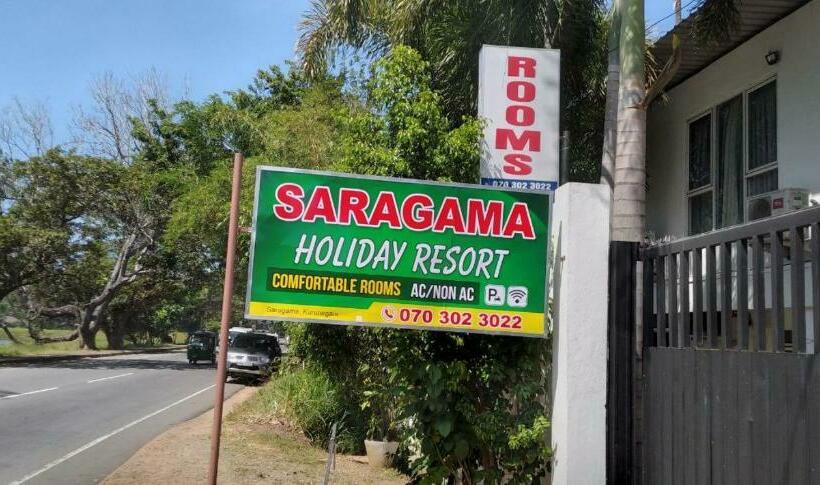 ROOMS
070 302 3022
SARAGAMA
HOLIDAY RESORT
COMFORTABLE ROOMS AC/NON AC P
Saragama, Kurunegala
070 302 3022